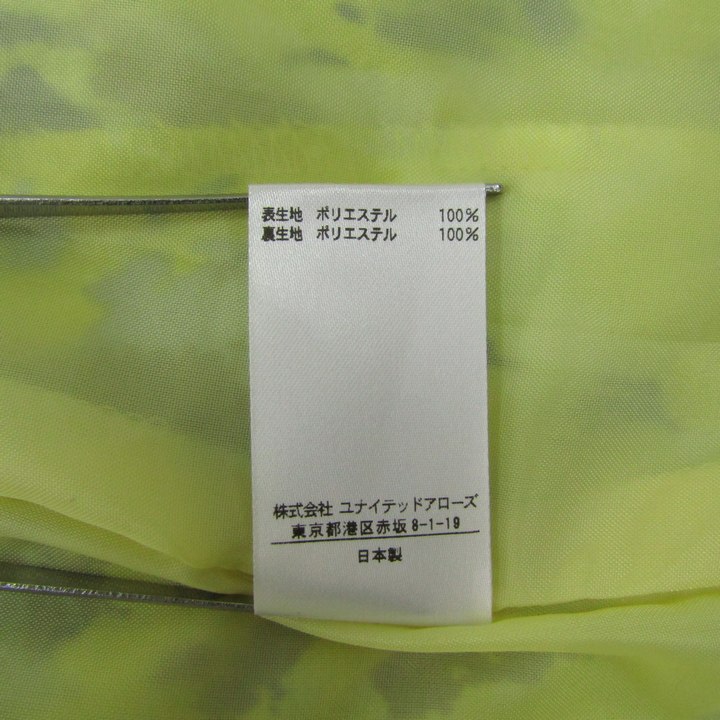 表生地 ポリエステル 100%
裏生地 ポリエステル 100%
株式会社 ユナイテッドアローズ
東京都港区赤坂 8-1-19
日本製